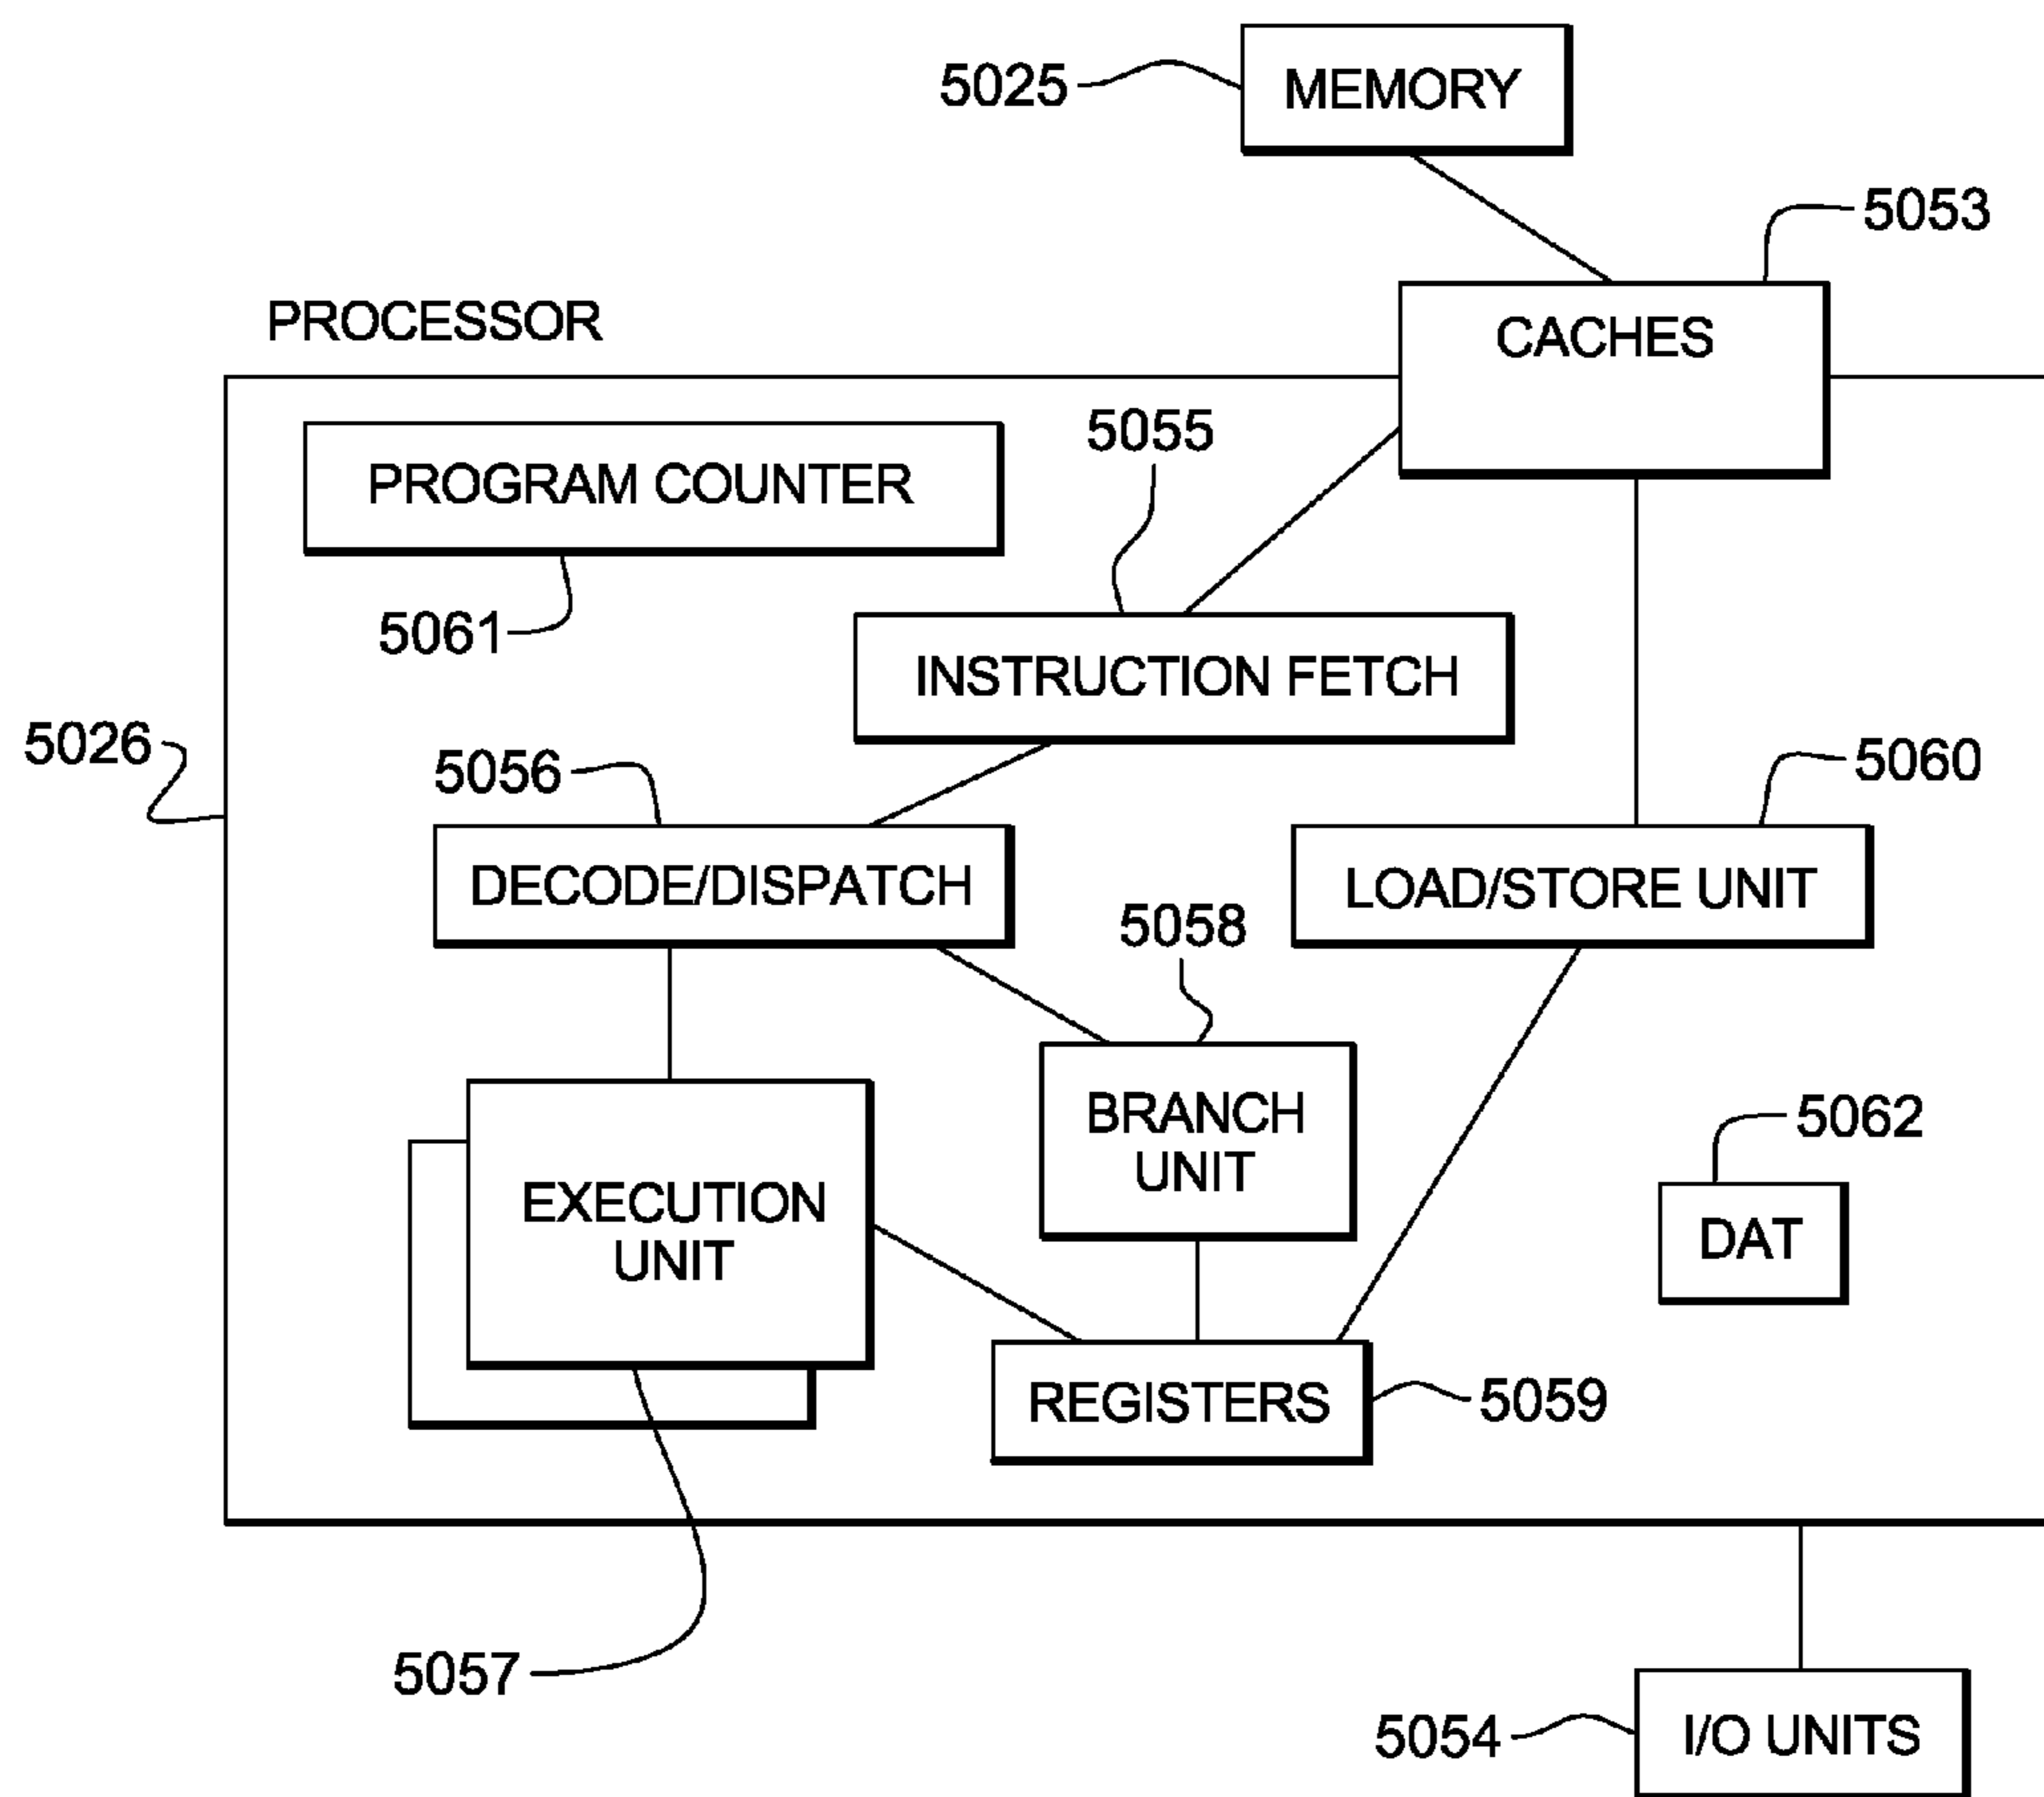 MEMORY
5025
5053
CACHES
PROCESSOR
5055
PROGRAM COUNTER
5061
INSTRUCTION FETCH
5026
5056
5060
DECODE/DISPATCH
LOAD/STORE UNIT
5058
BRANCH
UNIT
5062
EXECUTION
UNIT
DAT
REGISTERS
5059
5057
5054
I/O UNITS